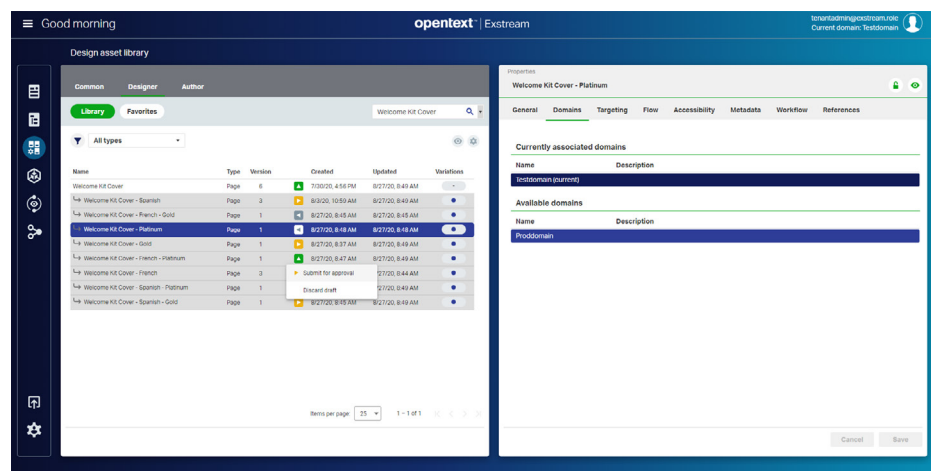 Good morning
opentext™ | Exstream
tenantadmin@exstream.role
Current domain: Testdomain
Design asset library
Common Designer Author
Library Favorites Welcome Kit Cover
All types
Name Type Version Created Updated Variations
Welcome Kit Cover Page 6 7/30/20, 4:56 PM 8/27/20, 8:49 AM
Welcome Kit Cover - Spanish Page 3 8/3/20, 10:59 AM 8/27/20, 8:49 AM
Welcome Kit Cover - French - Gold Page 1 8/27/20, 8:45 AM 8/27/20, 8:45 AM
Welcome Kit Cover - Platinum Page 1 8/27/20, 8:48 AM 8/27/20, 8:48 AM
Welcome Kit Cover - Gold Page 1 8/27/20, 8:37 AM 8/27/20, 8:49 AM
Welcome Kit Cover - French - Platinum Page 1 8/27/20, 8:47 AM 8/27/20, 8:49 AM
Welcome Kit Cover - French Page 3 Submit for approval /27/20, 8:44 AM
Welcome Kit Cover - Spanish - Platinum Page 1 Discard draft /27/20, 8:49 AM
Welcome Kit Cover - Spanish - Gold Page 1 8/27/20, 8:45 AM 8/27/20, 8:49 AM
Items per page: 25 1 – 1 of 1
Properties
Welcome Kit Cover - Platinum
General Domains Targeting Flow Accessibility Metadata Workflow References
Currently associated domains
Name Description
Testdomain (current)
Available domains
Name Description
Proddomain
Cancel Save